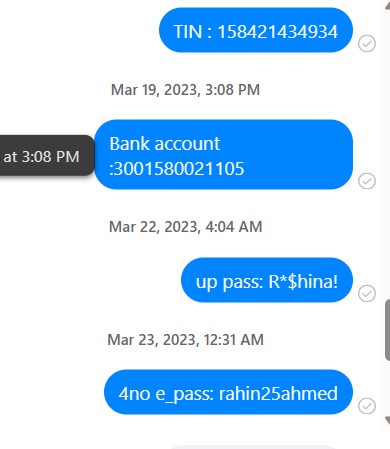 TIN : 158421434934
Mar 19, 2023, 3:08 PM
at 3:08 PM
Bank account
:3001580021105
Mar 22, 2023, 4:04 AM
up pass: R*$hina!
Mar 23, 2023, 12:31 AM
4no e_pass: rahin25ahmed